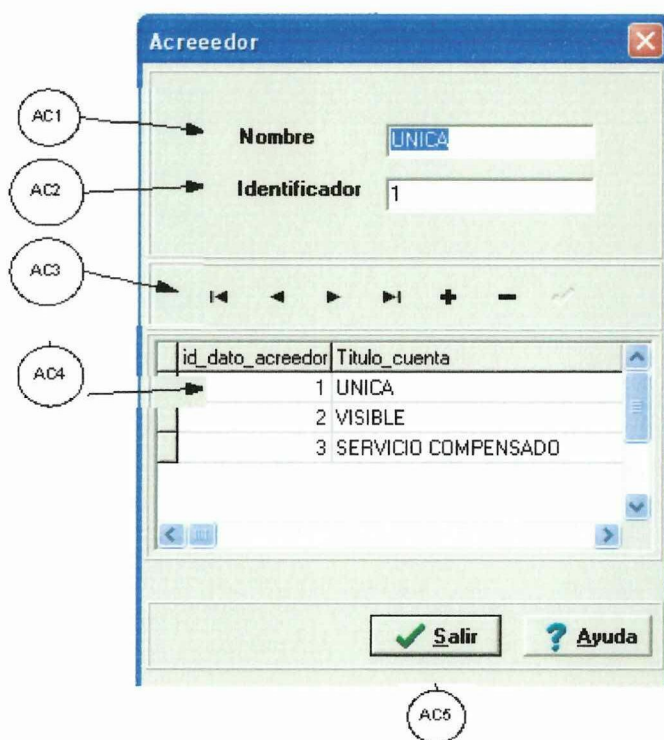 Acreeedor
AC1
Nombre
UNICA
AC2
Identificador
1
AC3
AC4
id_dato_acreedor Titulo_cuenta
1 UNICA
2 VISIBLE
3 SERVICIO COMPENSADO
Salir
? Ayuda
AC5